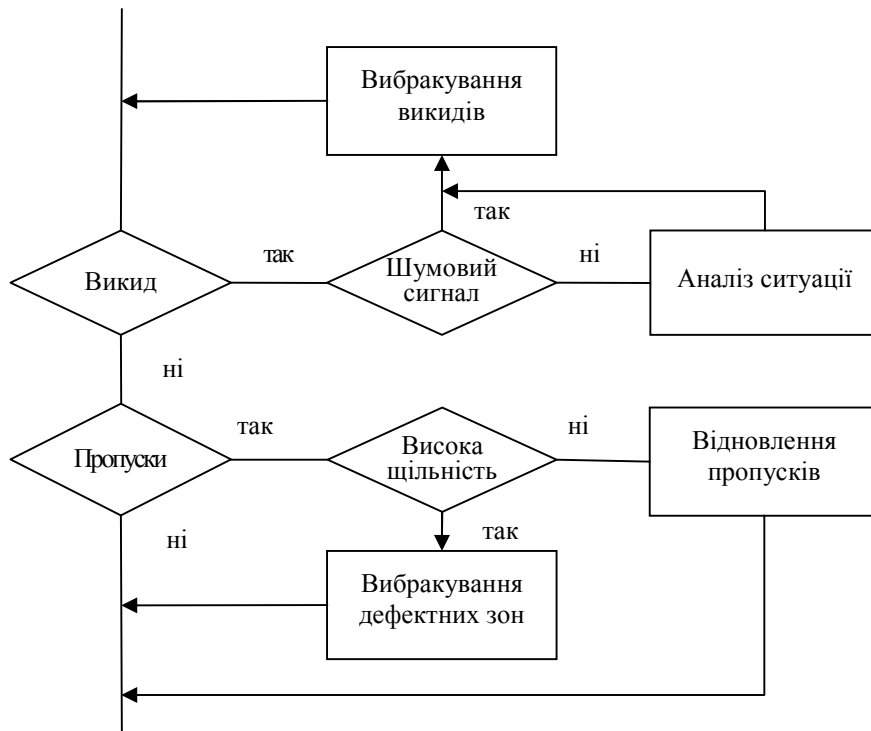 Вибракування
викидів
так
Викид
так
Шумовий
сигнал
ні
Аналіз ситуації
ні
Пропуски
так
Висока
щільність
ні
Відновлення
пропусків
ні
так
Вибракування
дефектних зон